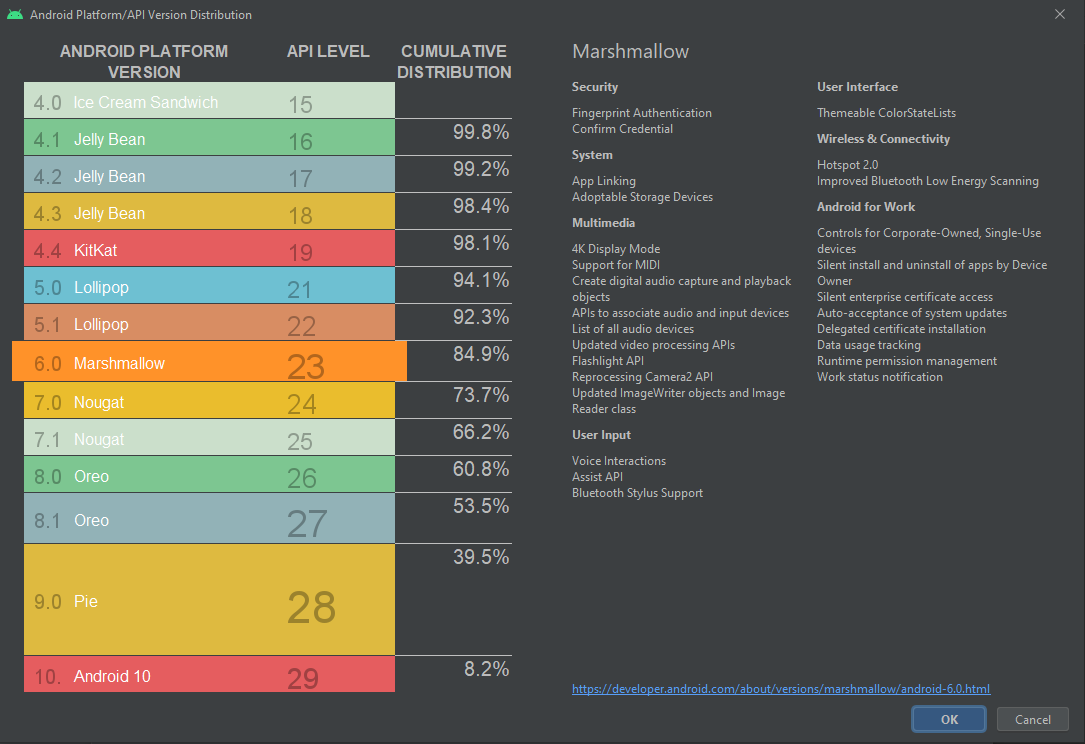 Android Platform/API Version Distribution
ANDROID PLATFORM
VERSION
API LEVEL
CUMULATIVE
DISTRIBUTION
4.0 Ice Cream Sandwich 15
99.8%
4.1 Jelly Bean 16
99.2%
4.2 Jelly Bean 17
98.4%
4.3 Jelly Bean 18
98.1%
4.4 KitKat 19
94.1%
5.0 Lollipop 21
92.3%
5.1 Lollipop 22
84.9%
6.0 Marshmallow 23
73.7%
7.0 Nougat 24
66.2%
7.1 Nougat 25
60.8%
8.0 Oreo 26
53.5%
8.1 Oreo 27
39.5%
9.0 Pie 28
8.2%
10. Android 10 29
Marshmallow
Security
Fingerprint Authentication
Confirm Credential
System
App Linking
Adoptable Storage Devices
Multimedia
4K Display Mode
Support for MIDI
Create digital audio capture and playback
objects
APIs to associate audio and input devices
List of all audio devices
Updated video processing APIs
Flashlight API
Reprocessing Camera2 API
Updated ImageWriter objects and Image
Reader class
User Input
Voice Interactions
Assist API
Bluetooth Stylus Support
User Interface
Themeable ColorStateLists
Wireless & Connectivity
Hotspot 2.0
Improved Bluetooth Low Energy Scanning
Android for Work
Controls for Corporate-Owned, Single-Use
devices
Silent install and uninstall of apps by Device
Owner
Silent enterprise certificate access
Auto-acceptance of system updates
Delegated certificate installation
Data usage tracking
Runtime permission management
Work status notification
https://developer.android.com/about/versions/marshmallow/android-6.0.html
OK
Cancel